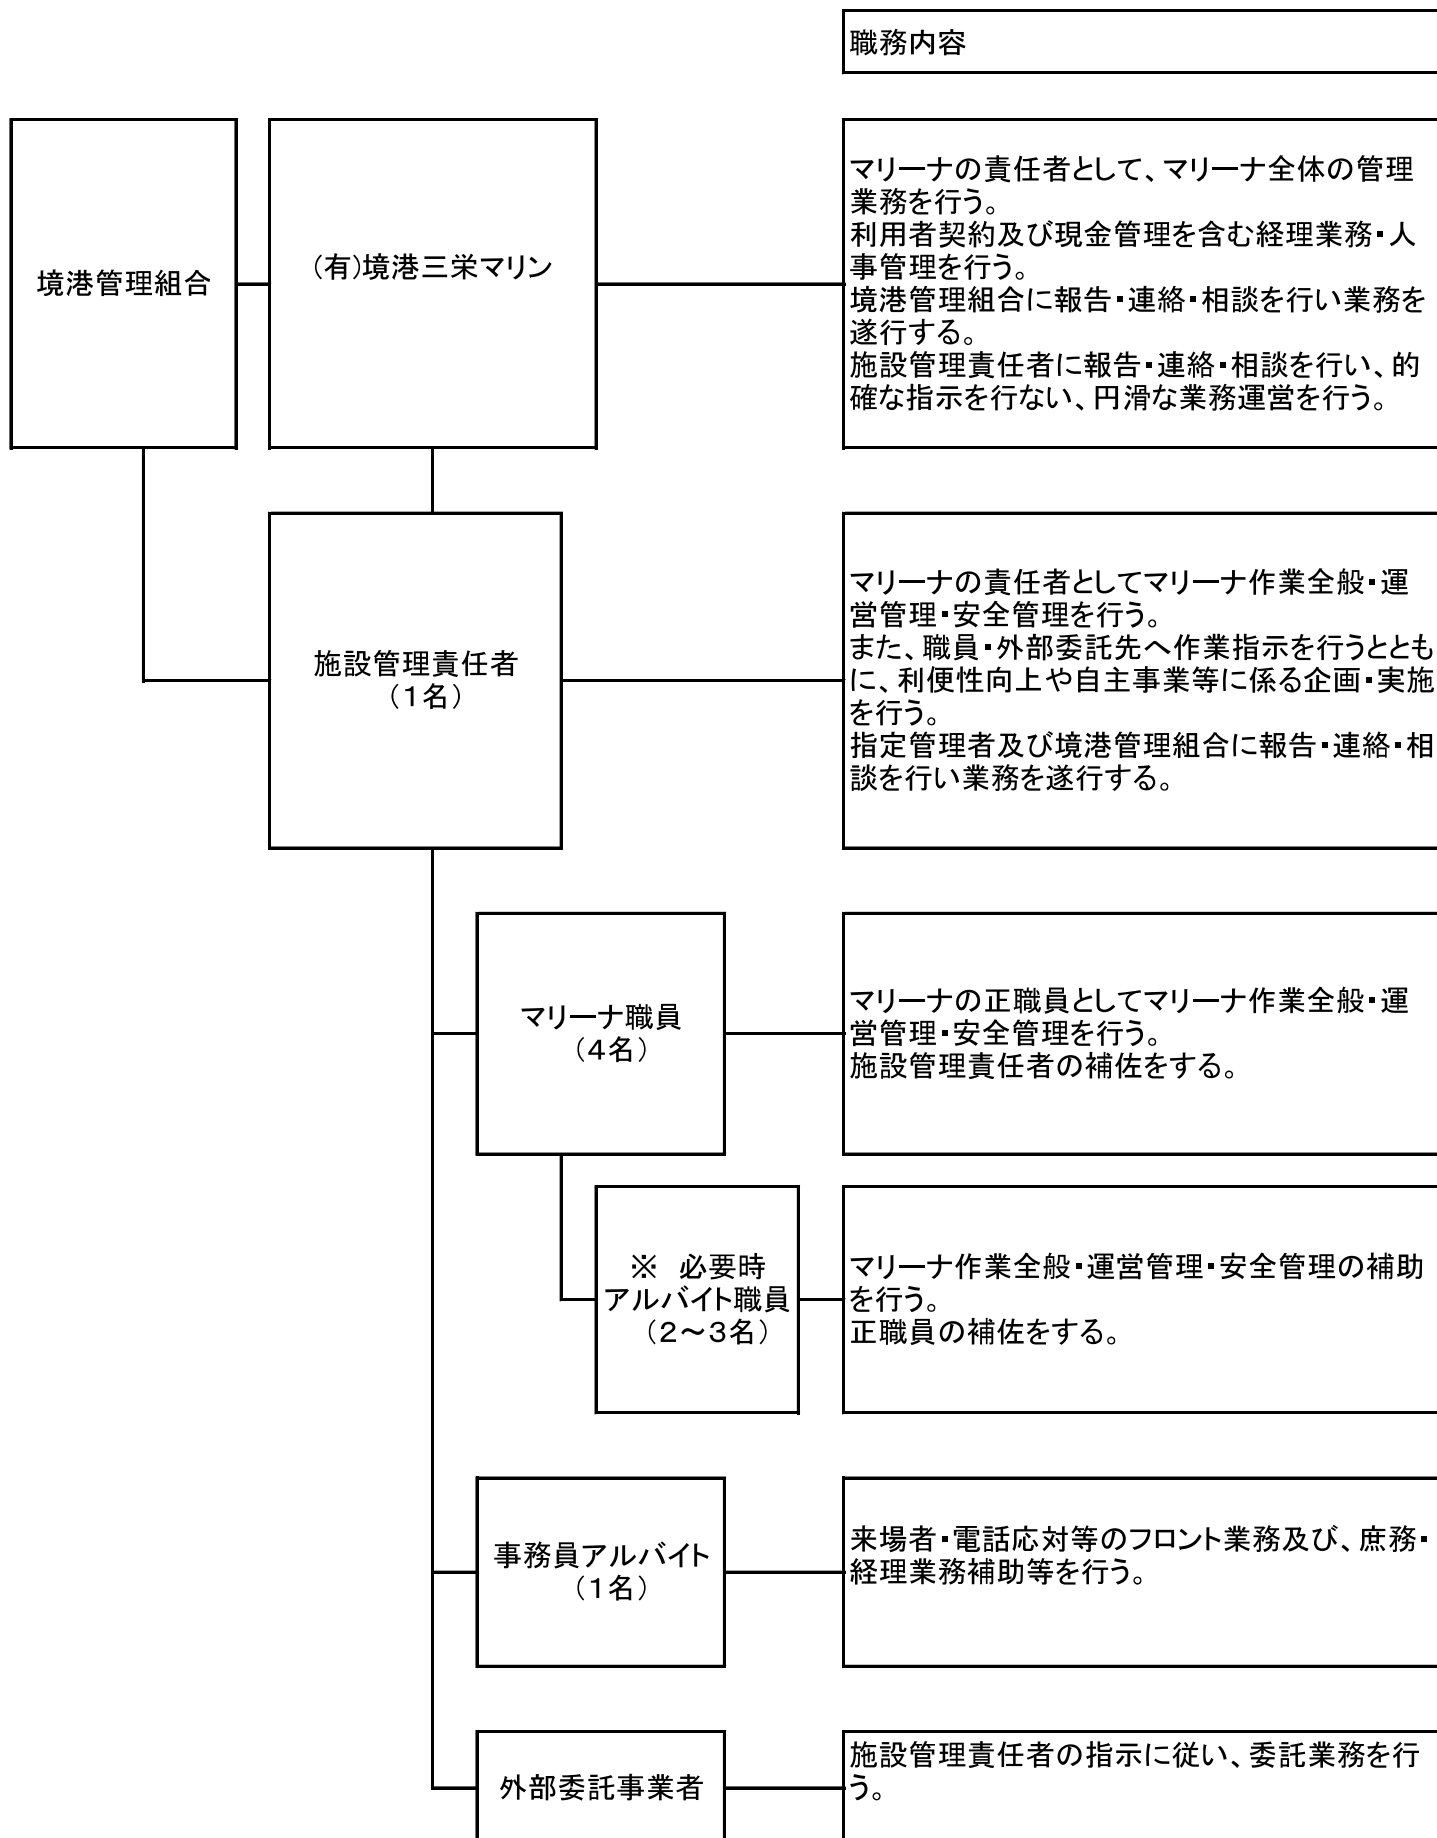 職務内容
境港管理組合
(有)境港三栄マリン
マリーナの責任者として、マリーナ全体の管理
業務を行う。
利用者契約及び現金管理を含む経理業務・人
事管理を行う。
境港管理組合に報告・連絡・相談を行い業務を
遂行する。
施設管理責任者に報告・連絡・相談を行い、的
確な指示を行ない、円滑な業務運営を行う。
施設管理責任者
(1名)
マリーナの責任者としてマリーナ作業全般・運
営管理・安全管理を行う。
また、職員・外部委託先へ作業指示を行うととも
に、利便性向上や自主事業等に係る企画・実施
を行う。
指定管理者及び境港管理組合に報告・連絡・相
談を行い業務を遂行する。
マリーナ職員
(4名)
マリーナの正職員としてマリーナ作業全般・運
営管理・安全管理を行う。
施設管理責任者の補佐をする。
※ 必要時
アルバイト職員
(2~3名)
マリーナ作業全般・運営管理・安全管理の補助
を行う。
正職員の補佐をする。
事務員アルバイト
(1名)
来場者・電話応対等のフロント業務及び、庶務・
経理業務補助等を行う。
外部委託事業者
施設管理責任者の指示に従い、委託業務を行
う。